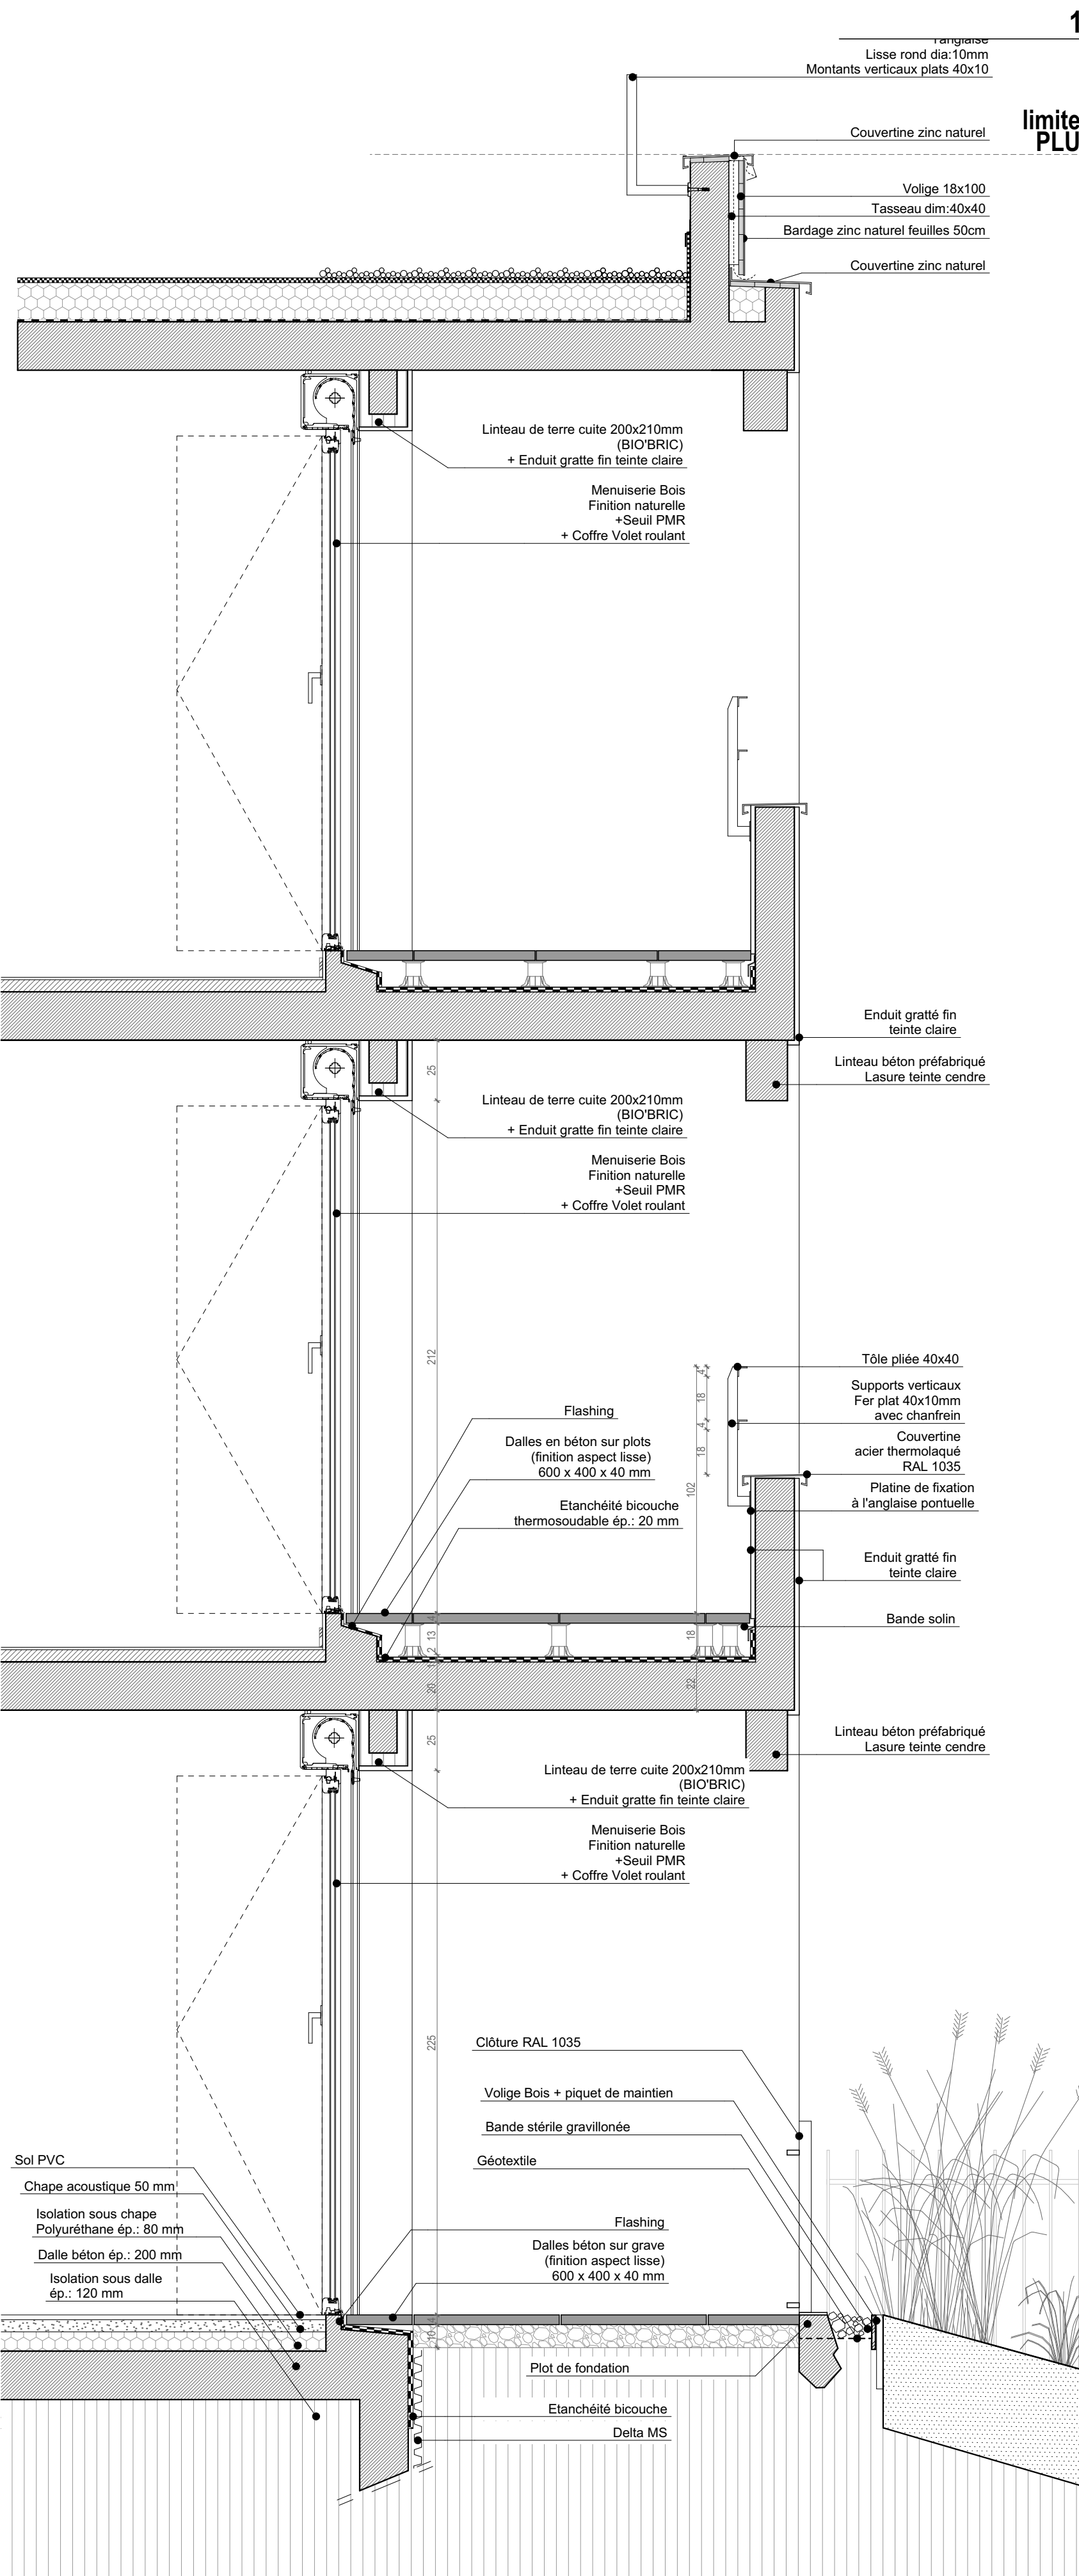 1
Lisse rond dia:10mm
Montants verticaux plats 40x10
limite
PLU
Couvertine zinc naturel
Volige 18x100
Tasseau dim:40x40
Bardage zinc naturel feuilles 50cm
Couvertine zinc naturel
Linteau de terre cuite 200x210mm
(BIO'BRIC)
+ Enduit gratte fin teinte claire
Menuiserie Bois
Finition naturelle
+Seuil PMR
+ Coffre Volet roulant
Enduit gratté fin
teinte claire
Linteau béton préfabriqué
Lasure teinte cendre
25
Linteau de terre cuite 200x210mm
(BIO'BRIC)
+ Enduit gratte fin teinte claire
Menuiserie Bois
Finition naturelle
+Seuil PMR
+ Coffre Volet roulant
212
Tôle pliée 40x40
Supports verticaux
Fer plat 40x10mm
avec chanfrein
Couvertine
acier thermolaqué
RAL 1035
Platine de fixation
à l'anglaise pontuelle
Enduit gratté fin
teinte claire
Bande solin
4
18
4
18
102
Flashing
Dalles en béton sur plots
(finition aspect lisse)
600 x 400 x 40 mm
Etanchéité bicouche
thermosoudable ép.: 20 mm
4
13
2
20
18
22
25
Linteau béton préfabriqué
Lasure teinte cendre
Linteau de terre cuite 200x210mm
(BIO'BRIC)
+ Enduit gratte fin teinte claire
Menuiserie Bois
Finition naturelle
+Seuil PMR
+ Coffre Volet roulant
225
Clôture RAL 1035
Volige Bois + piquet de maintien
Bande stérile gravillonée
Géotextile
Sol PVC
Chape acoustique 50 mm
Isolation sous chape
Polyuréthane ép.: 80 mm
Dalle béton ép.: 200 mm
Isolation sous dalle
ép.: 120 mm
Flashing
Dalles béton sur grave
(finition aspect lisse)
600 x 400 x 40 mm
4
10
Plot de fondation
Etanchéité bicouche
Delta MS